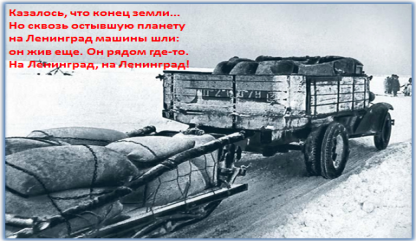 Казалось, что конец земли...
Но сквозь остывшую планету
на Ленинград машины шли:
он жив еще. Он рядом где-то.
На Ленинград, на Ленинград!